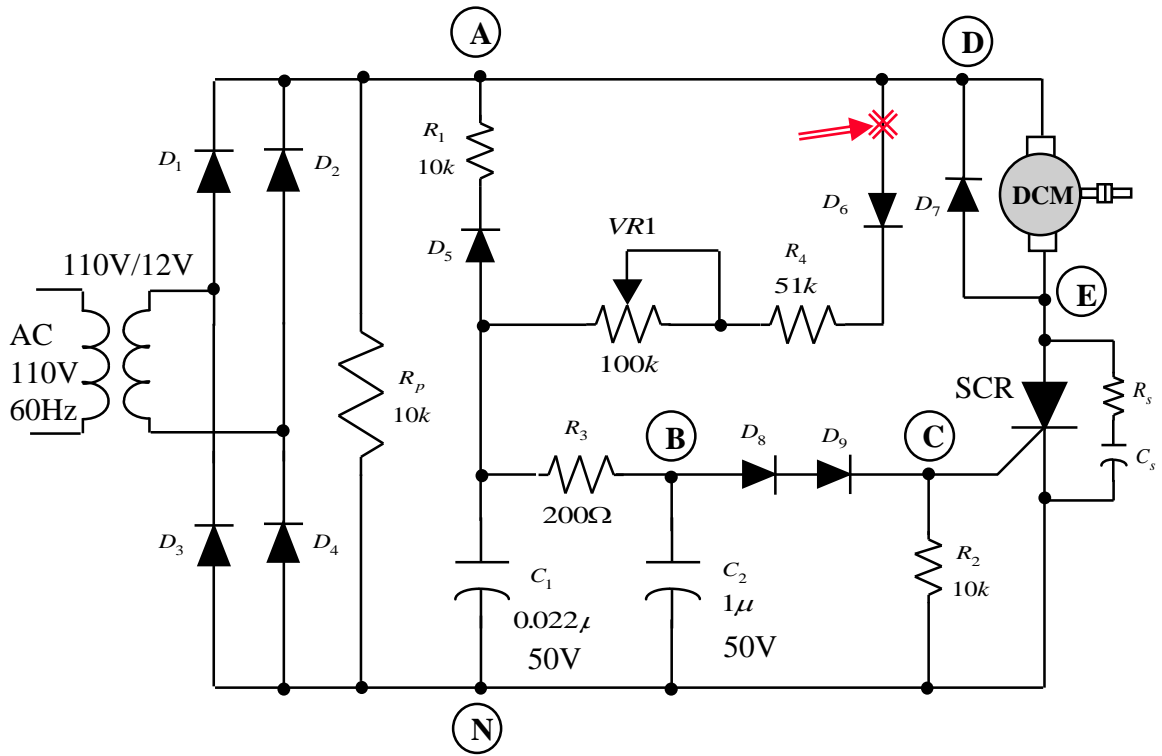 A
D
R1
10k
D1
D2
D6
D7
DCM
110V/12V
D5
VR1
R4
51k
E
AC
110V
60Hz
100k
Rp
10k
SCR
Rs
R3
B
D8
D9
C
Cs
200Ω
D3
D4
C1
0.022μ
50V
C2
1μ
50V
R2
10k
N